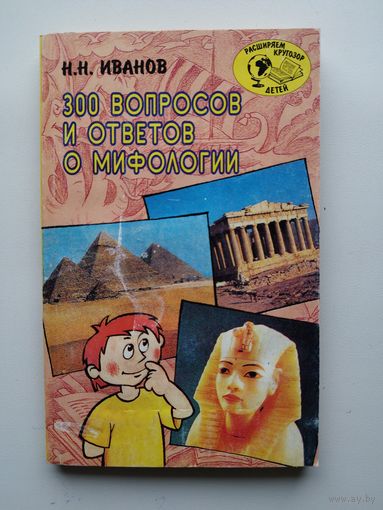 Н.Н. ИВАНОВ
РАСШИРЯЕМ
КРУГОЗОР
ДЕТЕЙ
300 ВОПРОСОВ
И ОТВЕТОВ
О МИФОЛОГИИ
www.ay.by